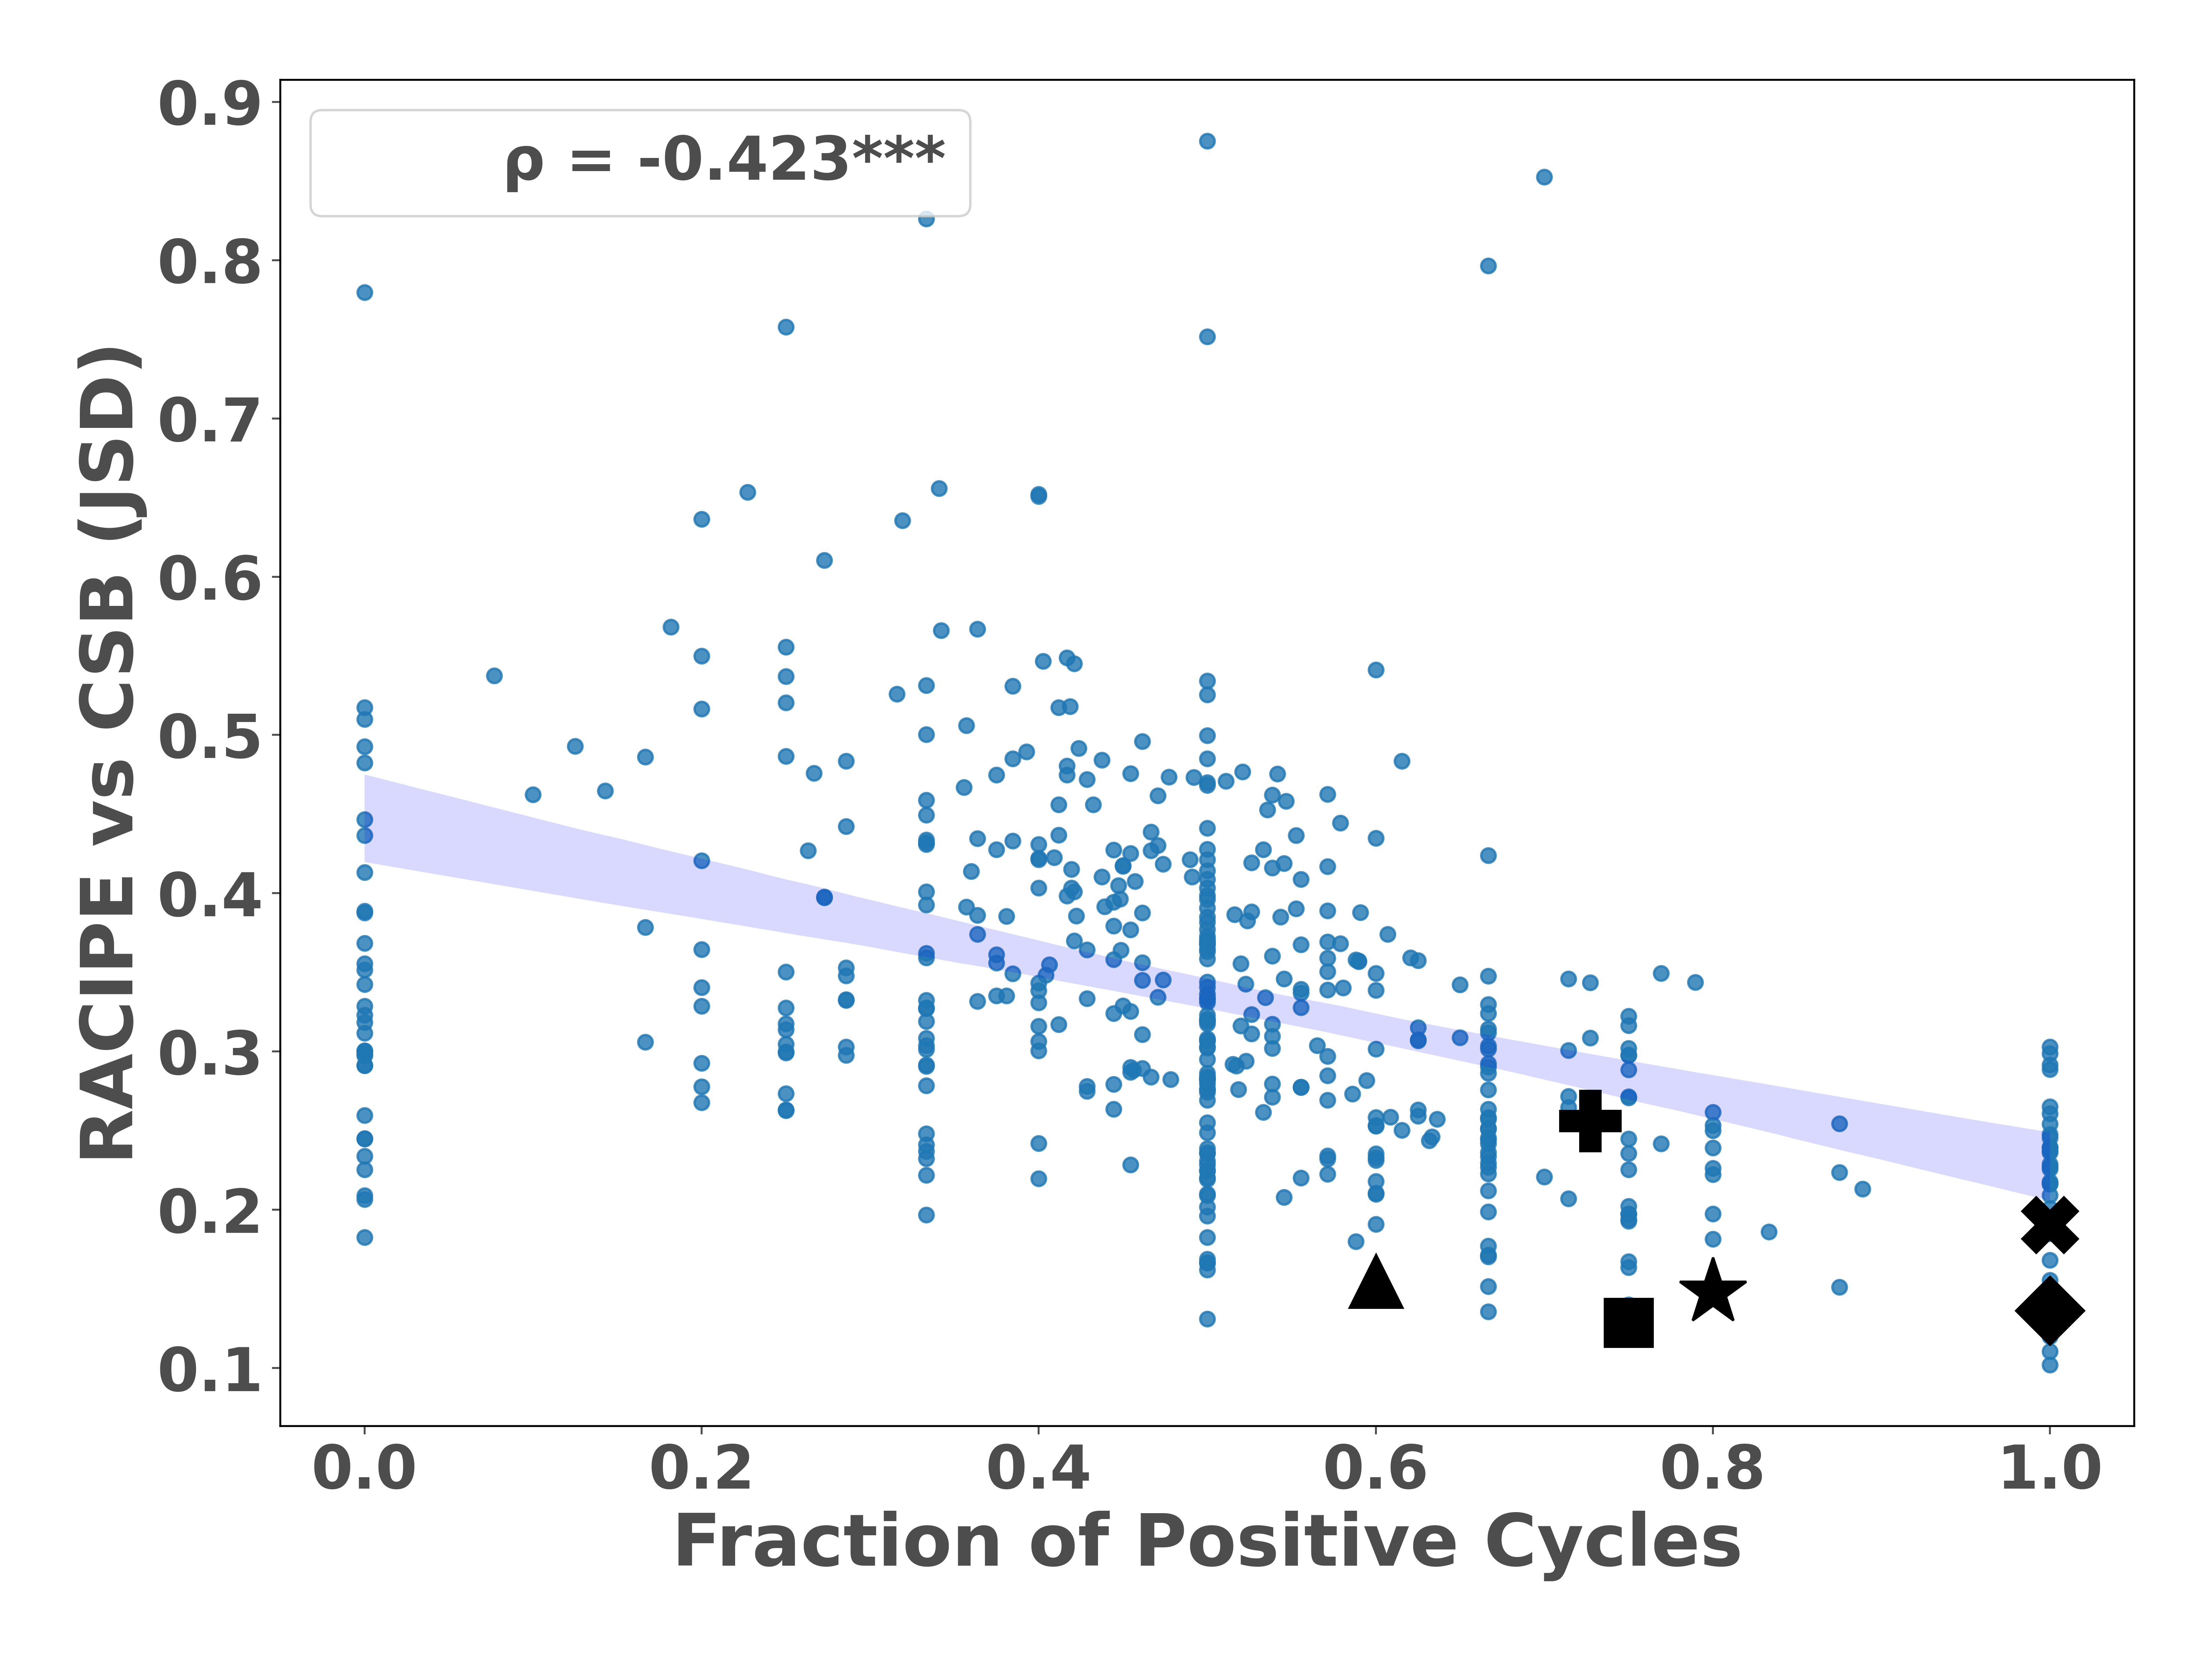 ρ = -0.423***
RACIPE vs CSB (JSD)
0.9
0.8
0.7
0.6
0.5
0.4
0.3
0.2
0.1
0.0 0.2 0.4 0.6 0.8 1.0
Fraction of Positive Cycles